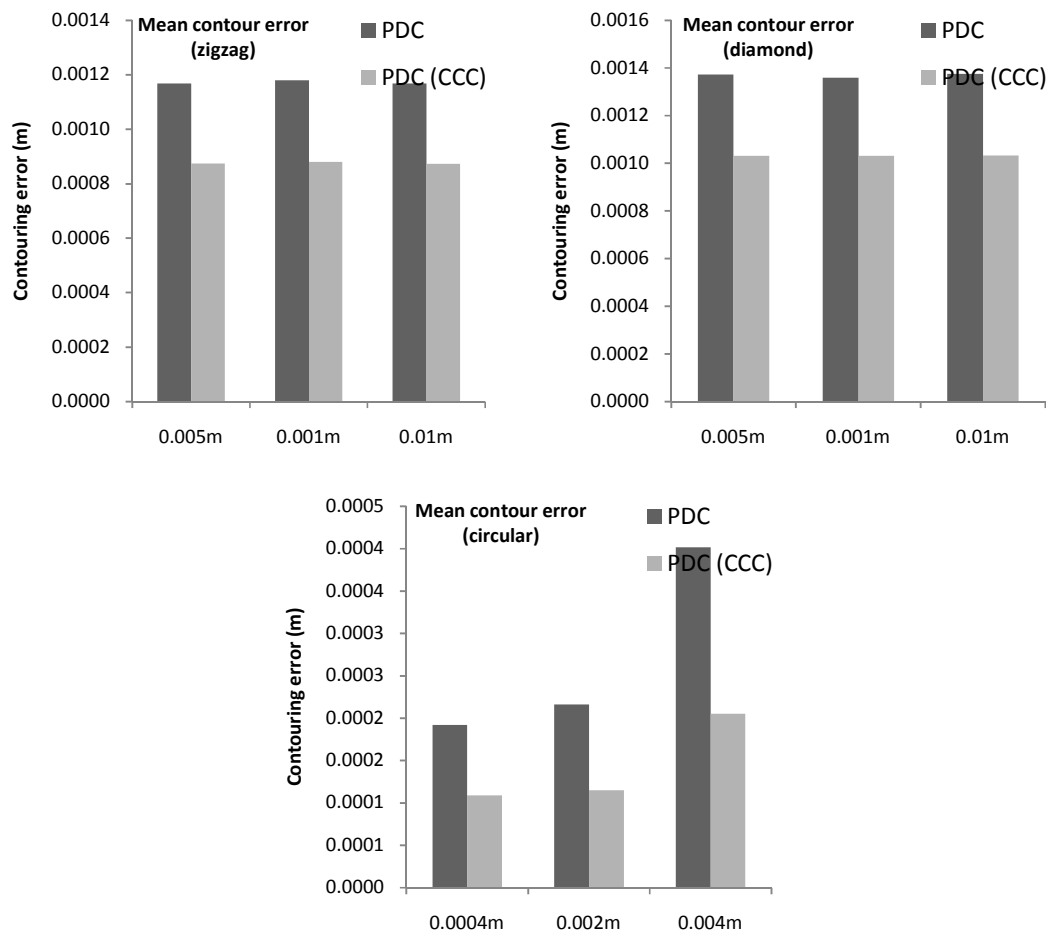 Mean contour error
(zigzag)
PDC
PDC (CCC)
Contouring error (m)
0.0014
0.0012
0.0010
0.0008
0.0006
0.0004
0.0002
0.0000
0.005m 0.001m 0.01m
Mean contour error
(diamond)
PDC
PDC (CCC)
Contouring error (m)
0.0016
0.0014
0.0012
0.0010
0.0008
0.0006
0.0004
0.0002
0.0000
0.005m 0.001m 0.01m
Mean contour error
(circular)
PDC
PDC (CCC)
Contouring error (m)
0.0005
0.0004
0.0004
0.0003
0.0003
0.0002
0.0002
0.0001
0.0001
0.0000
0.0004m 0.002m 0.004m